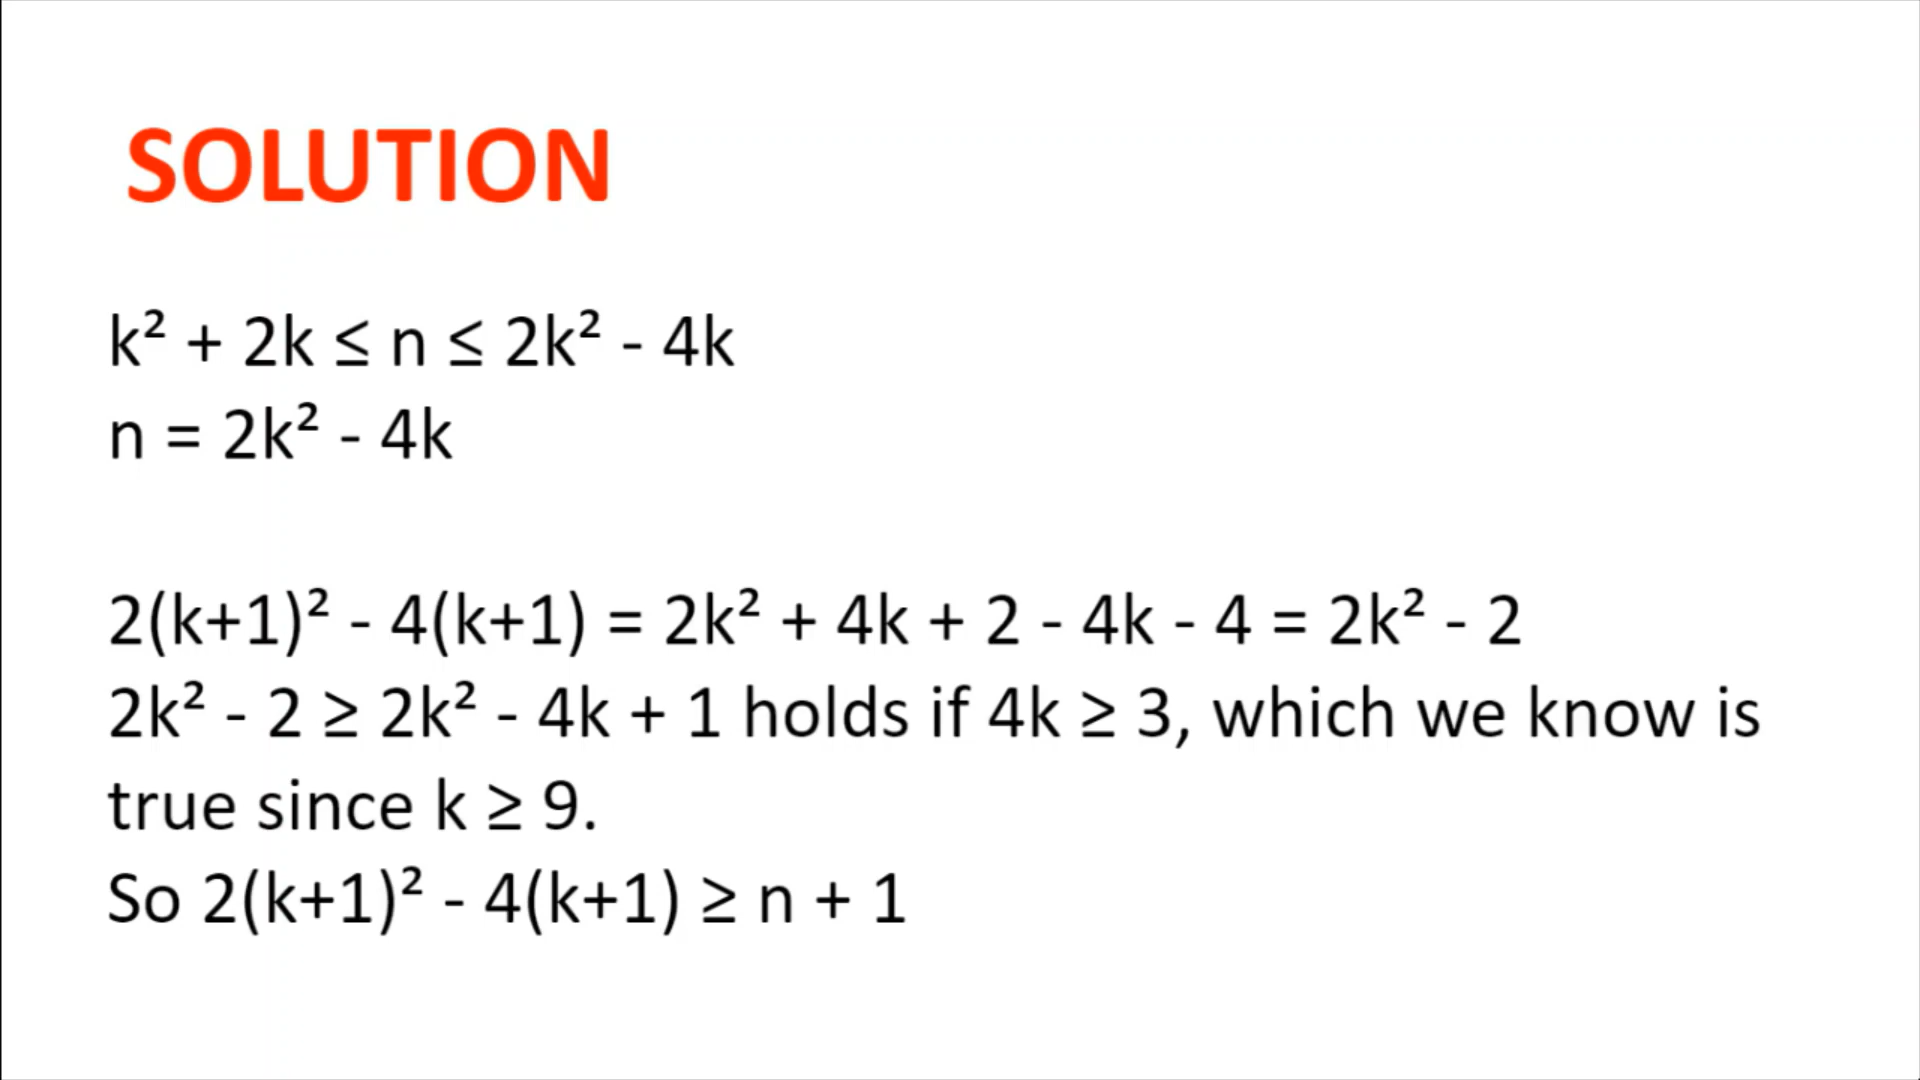 SOLUTION
k² + 2k ≤ n ≤ 2k² - 4k
n = 2k² - 4k
2(k+1)² - 4(k+1) = 2k² + 4k + 2 - 4k - 4 = 2k² - 2
2k² - 2 ≥ 2k² - 4k + 1 holds if 4k ≥ 3, which we know is
true since k ≥ 9.
So 2(k+1)² - 4(k+1) ≥ n + 1